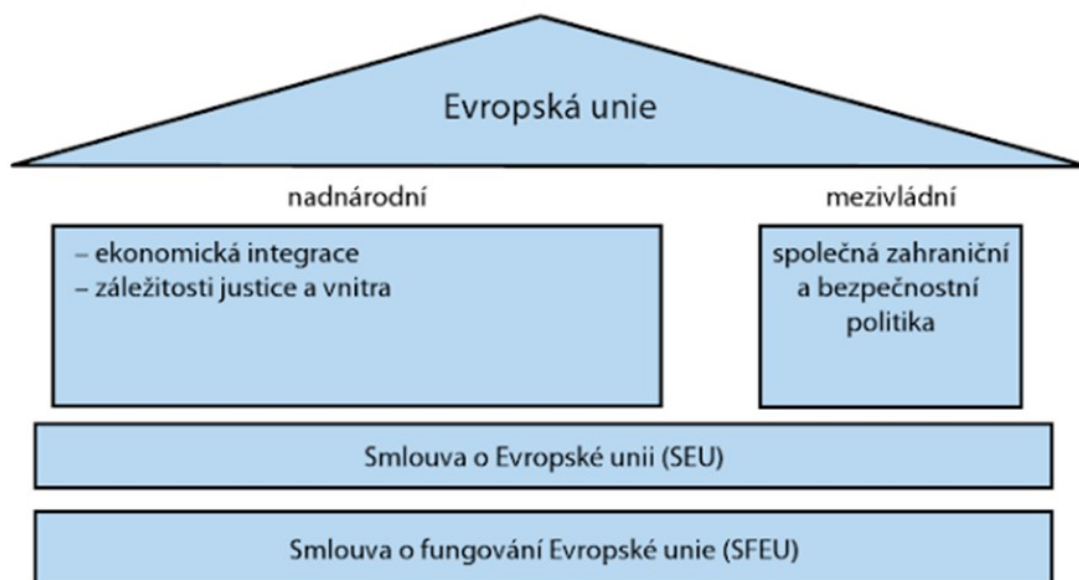 Evropská unie
nadnárodní
mezivládní
– ekonomická integrace
– záležitosti justice a vnitra
společná zahraniční
a bezpečnostní
politika
Smlouva o Evropské unii (SEU)
Smlouva o fungování Evropské unie (SFEU)